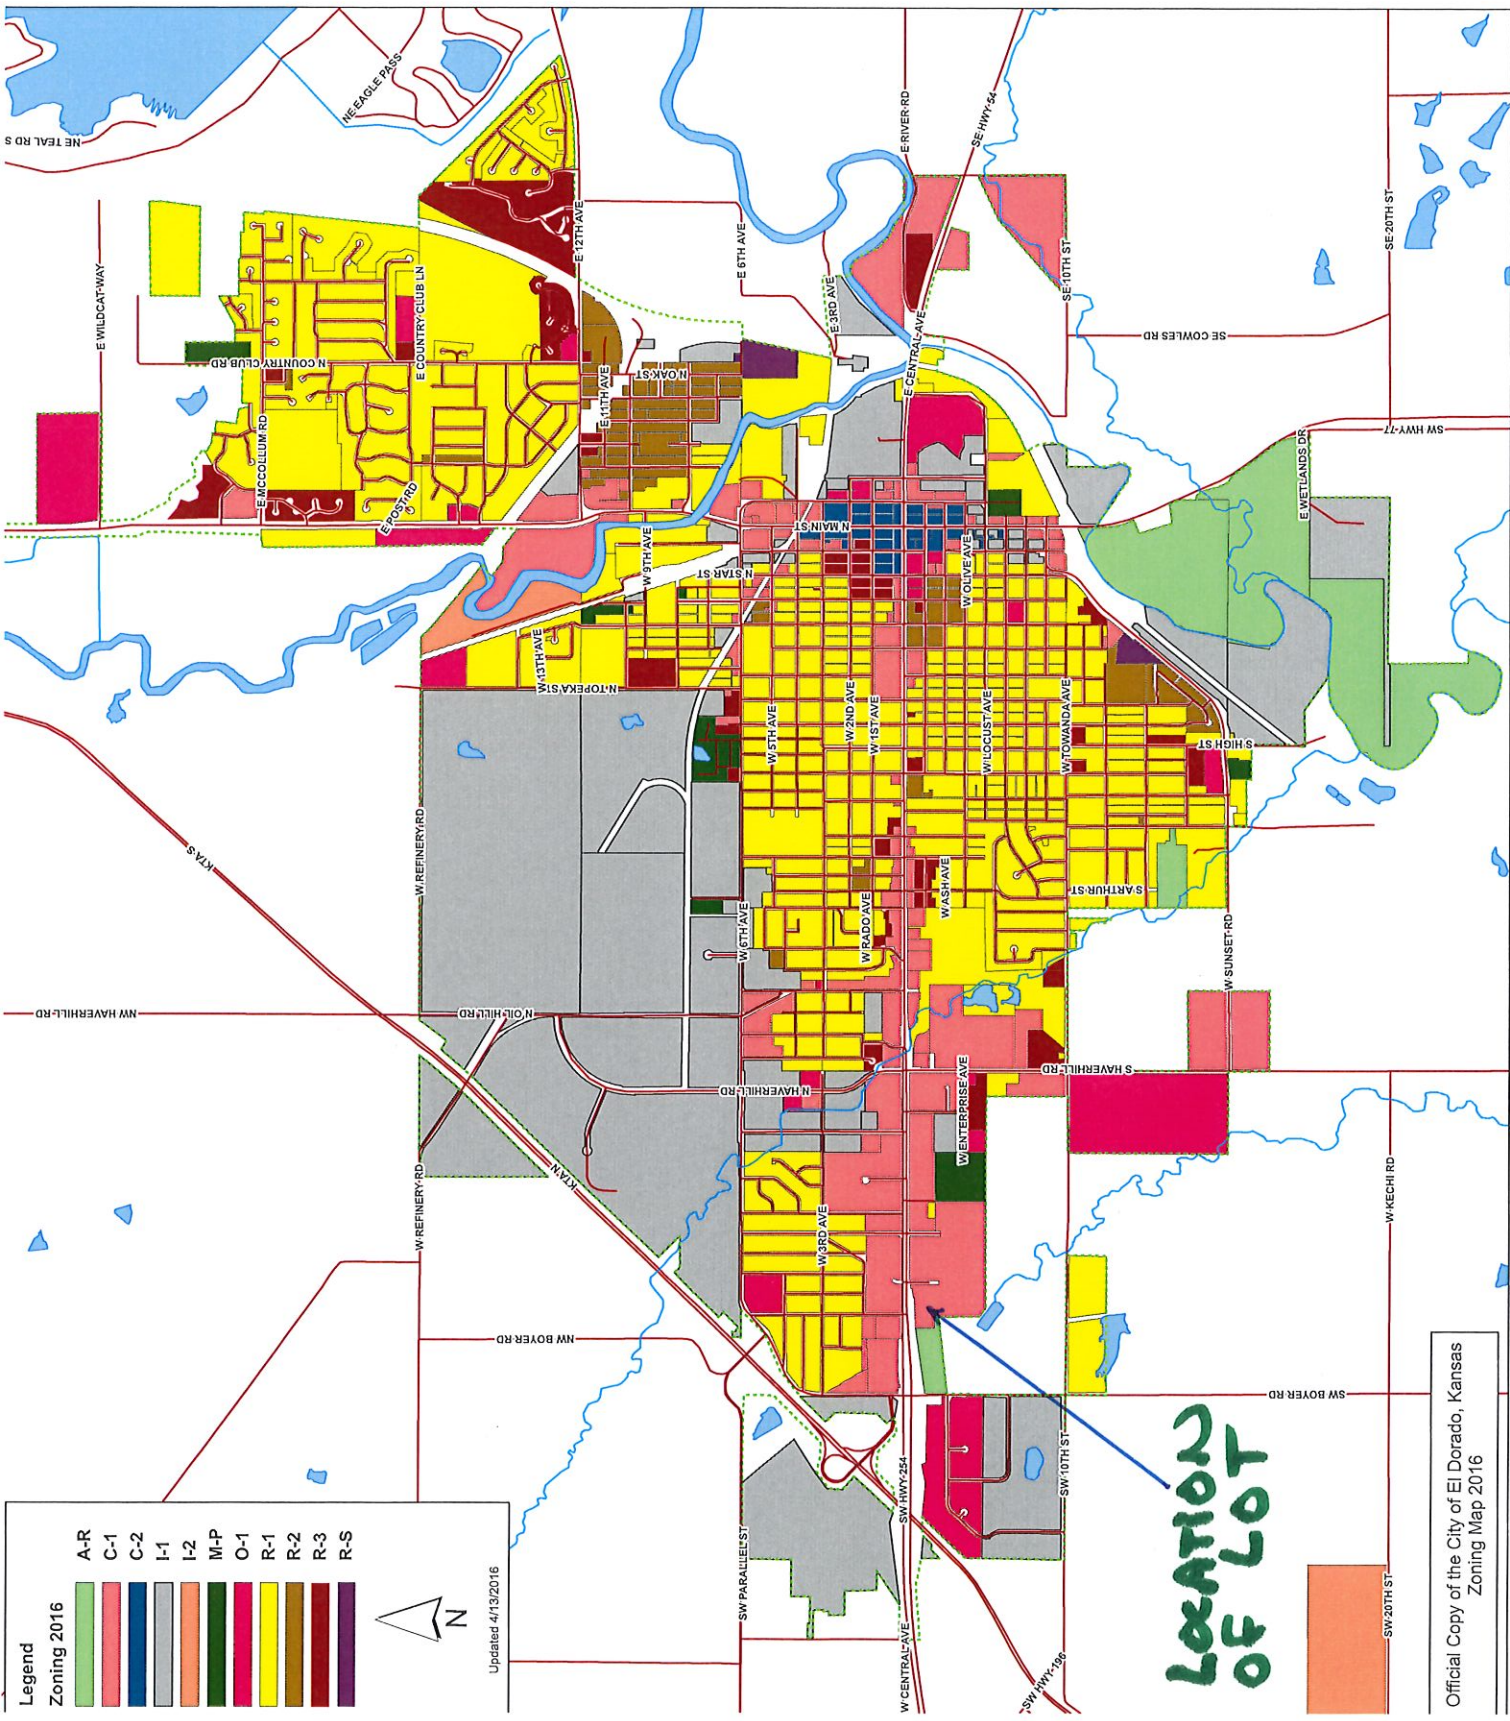 Legend
Zoning 2016
A-R
C-1
C-2
I-1
I-2
M-P
O-1
R-1
R-2
R-3
R-S
N
Updated 4/13/2016
Official Copy of the City of El Dorado, Kansas
Zoning Map 2016
LOCATION
OF LOT
NE TEAL RD S
NE EAGLE PASS
E WILDCAT WAY
N COUNTRY CLUB RD
E MCCOLLUM RD
E COUNTRY CLUB LN
E POST RD
E 12TH AVE
E 11TH AVE
N OAK ST
E 6TH AVE
E 3RD AVE
E RIVER RD
SE HWY 54
E CENTRAL AVE
SE 10TH ST
SE COWLES RD
SE 20TH ST
SW HWY 77
E WETLANDS DR
N MAIN ST
W 9TH AVE
N STAR ST
W OLIVE AVE
W 13TH AVE
N TOPEKA ST
W 5TH AVE
W 2ND AVE
W 1ST AVE
W LOCUST AVE
W TOWANDA AVE
S HIGH ST
KTA S
W REFINERY RD
W 6TH AVE
W RADO AVE
W ASH AVE
S ARTHUR ST
W SUNSET RD
NW HAVERHILL RD
N OIL HILL RD
N HAVERHILL RD
S HAVERHILL RD
W ENTERPRISE AVE
W REFINERY RD
KTA N
W 3RD AVE
W KECHI RD
NW BOYER RD
SW BOYER RD
SW PARALLEL ST
SW HWY 254
SW 10TH ST
W CENTRAL AVE
SW HWY 196
SW 20TH ST